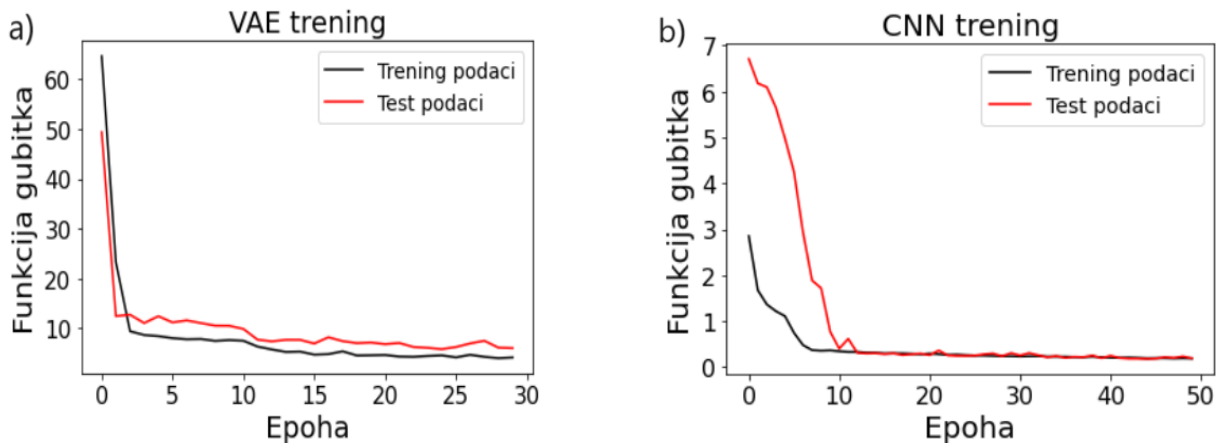 a)
VAE trening
Funkcija gubitka
60
50
40
30
20
10
Trening podaci
Test podaci
0 5 10 15 20 25 30
Epoha
b)
CNN trening
Funkcija gubitka
7
6
5
4
3
2
1
0
Trening podaci
Test podaci
0 10 20 30 40 50
Epoha